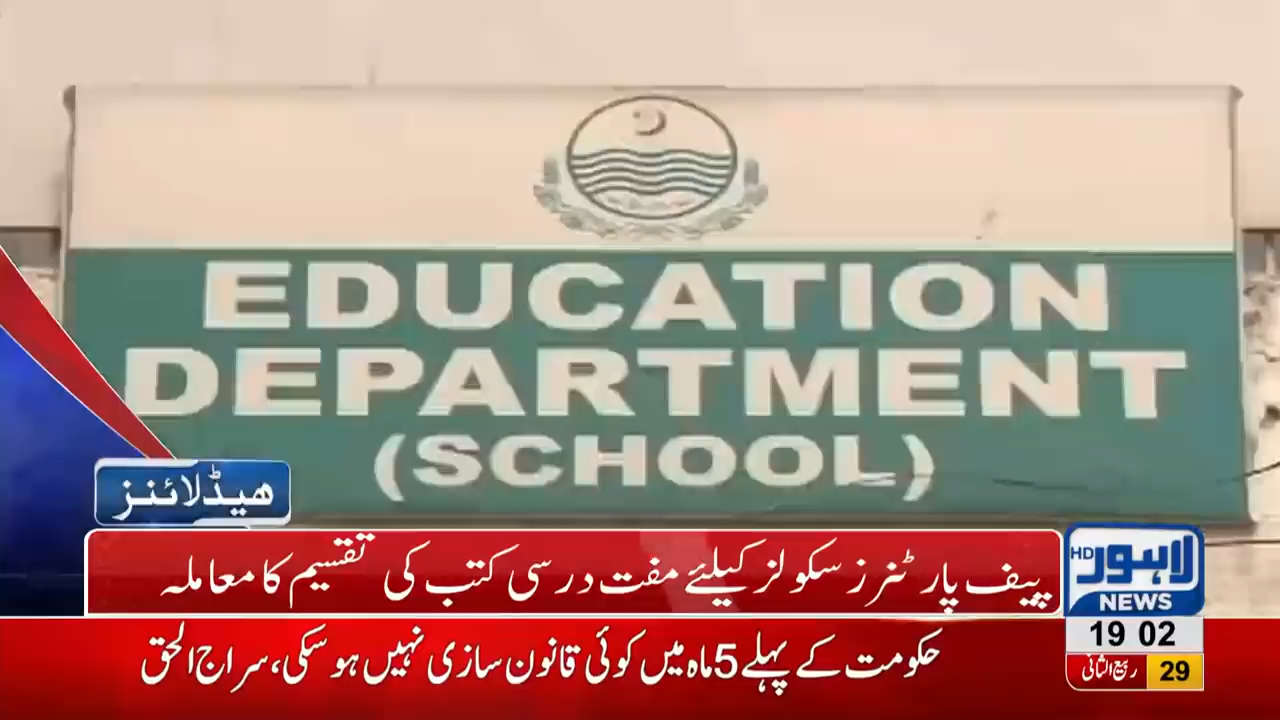 EDUCATION
DEPARTMENT
(SCHOOL)
ھیڈلائنز
پیف پارٹنرز سکولز کیلئے مفت درسی کتب کی تقسیم کا معاملہ
HD لاہور
NEWS
حکومت کے پہلے 5 ماہ میں کوئی قانون سازی نہیں ہوسکی، سراج الحق
19 02
29 ربیع الثانی